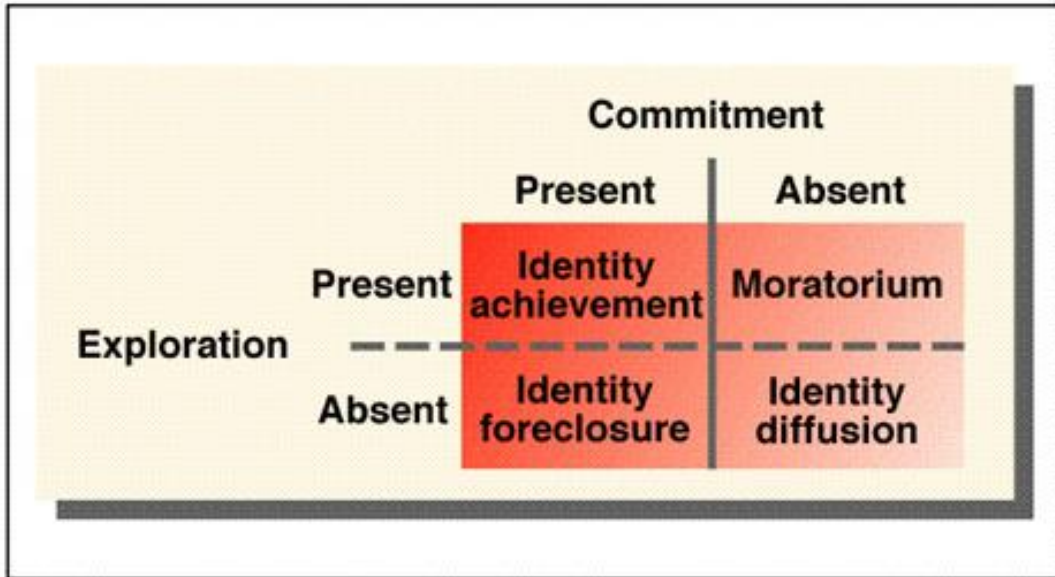 Commitment
Present Absent
Present
Identity
achievement
Moratorium
Exploration
Absent
Identity
foreclosure
Identity
diffusion